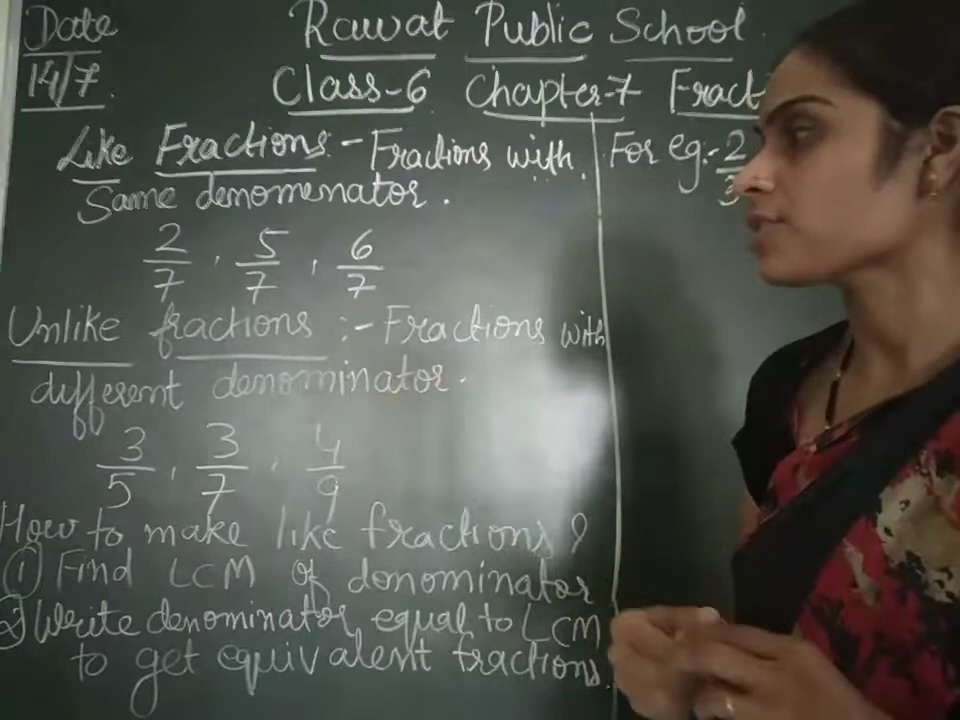 Date
14/7
Rawat Public School
Class-6 Chapter-7 Fract
Like Fractions - Fractions with
Same denomenator.
2/7, 5/7, 6/7
Unlike fractions :- Fractions with
different denominator.
3/5, 3/7, 4/9
How to make like fractions?
① Find LCM of denominator
② Write denominator equal to LCM
to get equivalent fractions.
For eg:- 2/3